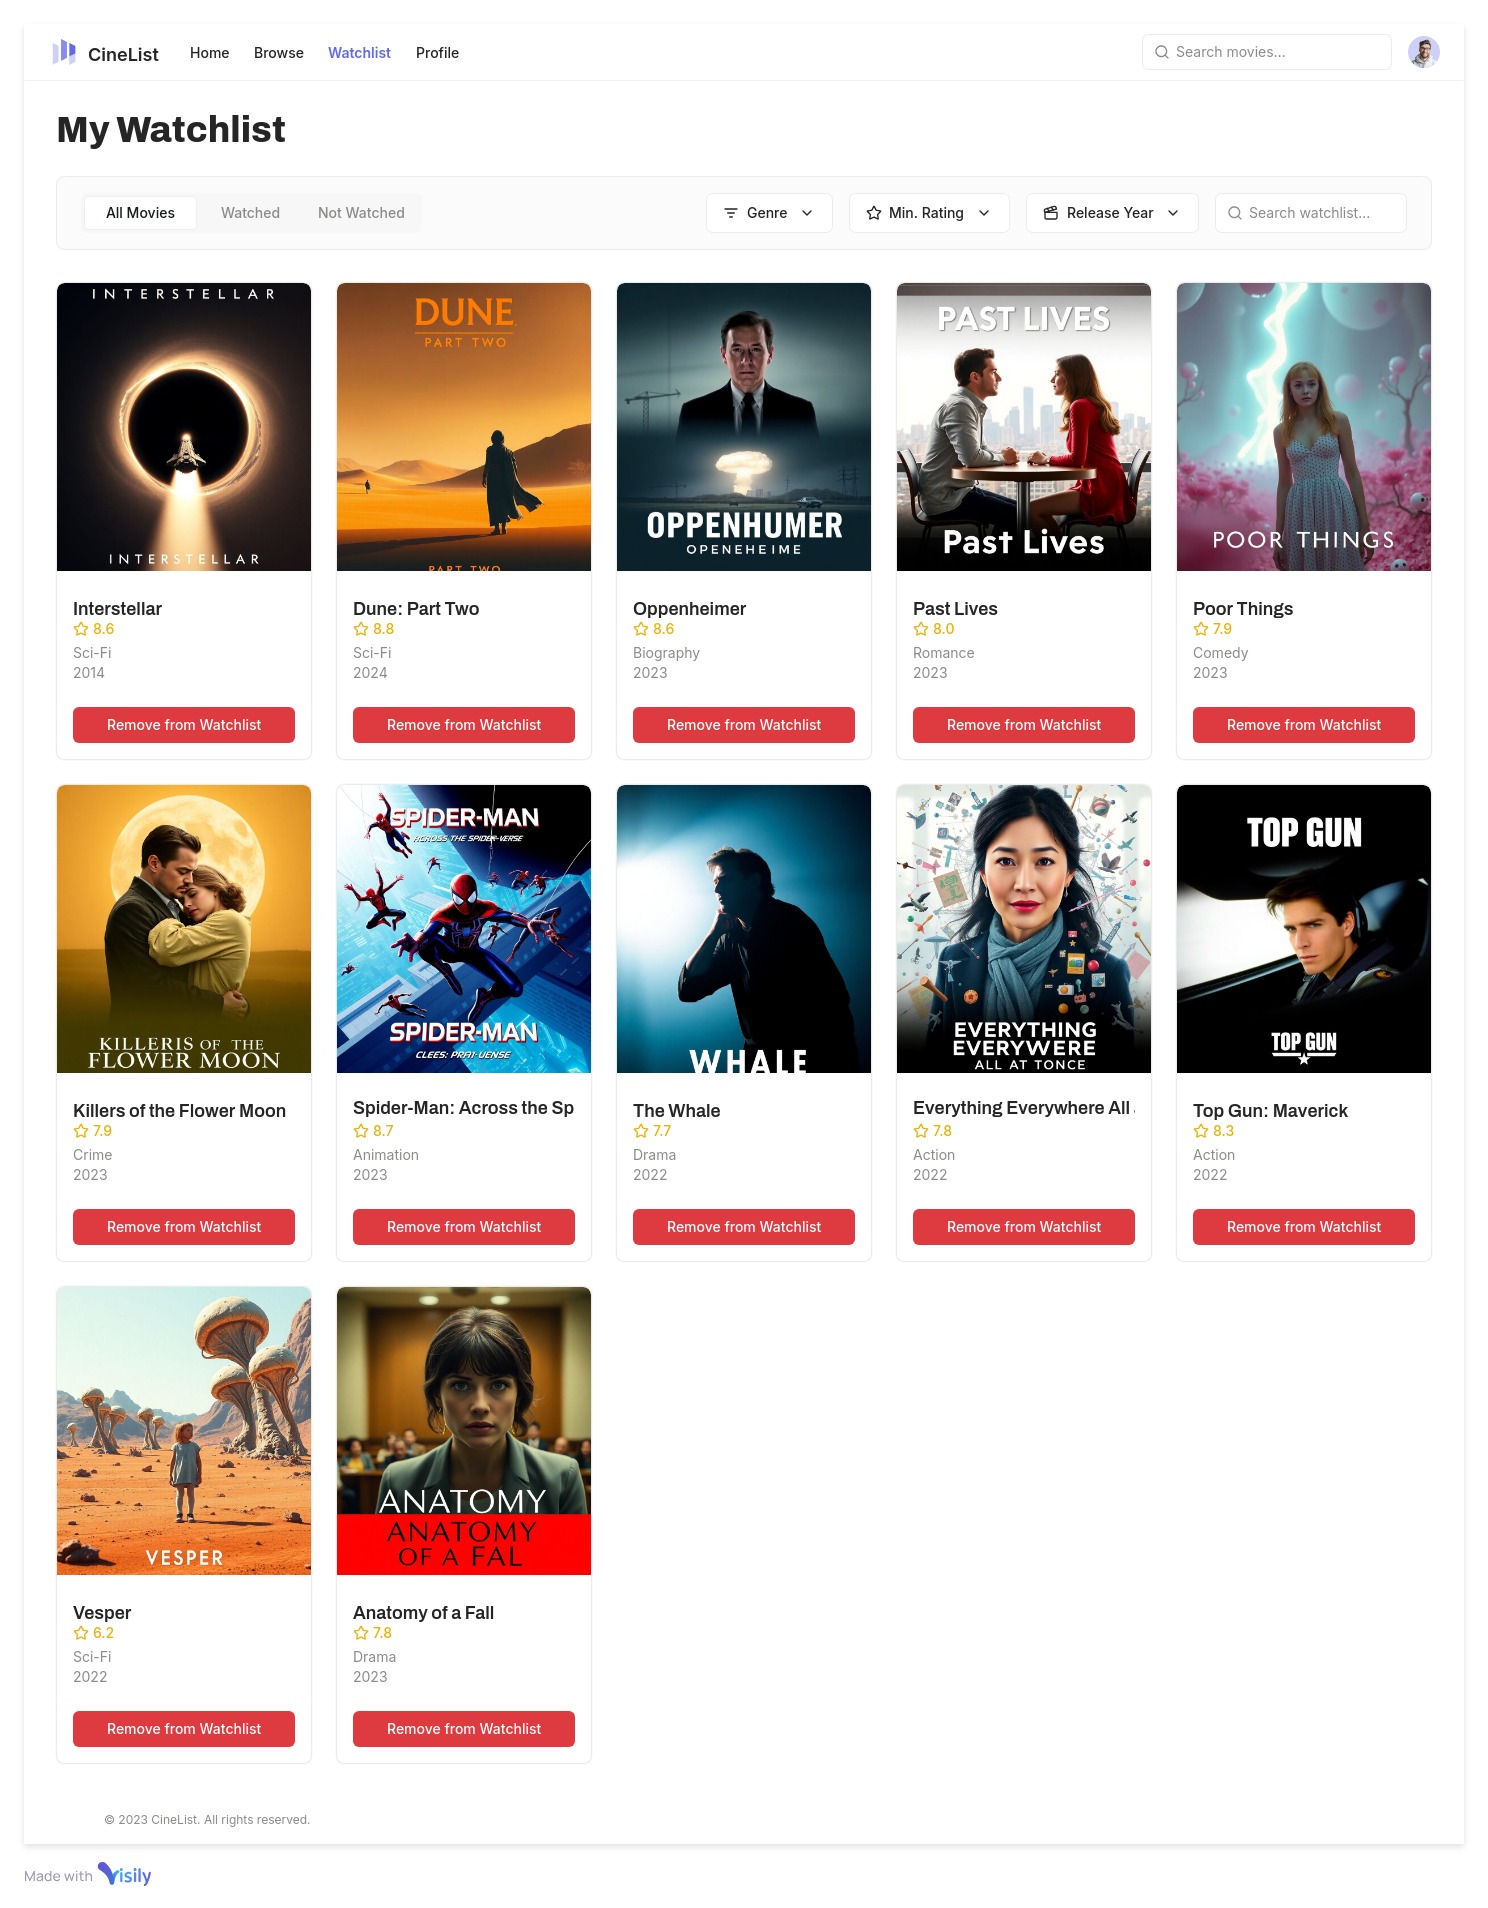 CineList
Home
Browse
Watchlist
Profile
Search movies...
My Watchlist
All Movies
Watched
Not Watched
Genre
Min. Rating
Release Year
Search watchlist...
INTERSTELLAR
INTERSTELLAR
Interstellar
8.6
Sci-Fi
2014
Remove from Watchlist
DUNE
PART TWO
PART TWO
Dune: Part Two
8.8
Sci-Fi
2024
Remove from Watchlist
OPPENHUMER
OPENEHEIME
Oppenheimer
8.6
Biography
2023
Remove from Watchlist
PAST LIVES
Past Lives
Past Lives
8.0
Romance
2023
Remove from Watchlist
POOR THINGS
Poor Things
7.9
Comedy
2023
Remove from Watchlist
KILLERIS OF THE
FLOWER MOON
Killers of the Flower Moon
7.9
Crime
2023
Remove from Watchlist
SPIDER-MAN
ACROSS THE SPIDER-VERSE
SPIDER-MAN
CLEES: PRA1-UENSE
Spider-Man: Across the Sp
8.7
Animation
2023
Remove from Watchlist
WHALE
The Whale
7.7
Drama
2022
Remove from Watchlist
EVERYTHING
EVERYWERE
ALL AT TONCE
Everything Everywhere All
7.8
Action
2022
Remove from Watchlist
TOP GUN
TOP GUN
Top Gun: Maverick
8.3
Action
2022
Remove from Watchlist
VESPER
Vesper
6.2
Sci-Fi
2022
Remove from Watchlist
ANATOMY
ANATOMY
OF A FAL
Anatomy of a Fall
7.8
Drama
2023
Remove from Watchlist
© 2023 CineList. All rights reserved.
Made with Visily